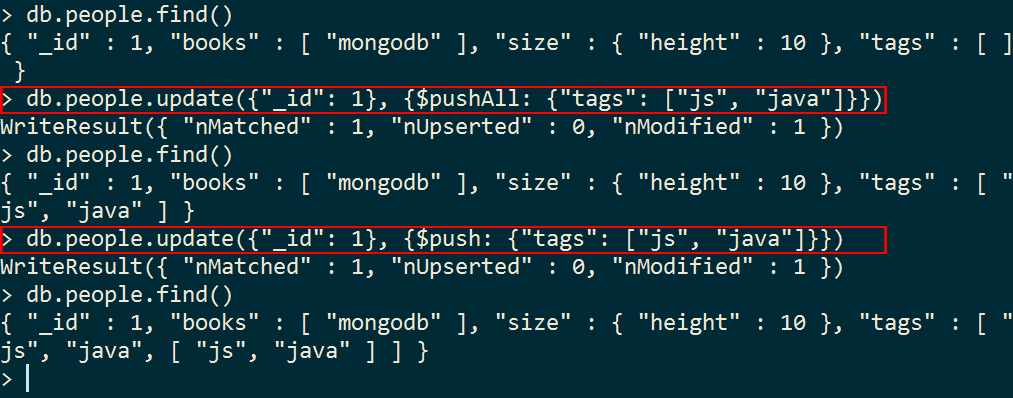 > db.people.find()
{ "_id" : 1, "books" : [ "mongodb" ], "size" : { "height" : 10 }, "tags" : [ ]
 }
> db.people.update({"_id": 1}, {$pushAll: {"tags": ["js", "java"]}})
WriteResult({ "nMatched" : 1, "nUpserted" : 0, "nModified" : 1 })
> db.people.find()
{ "_id" : 1, "books" : [ "mongodb" ], "size" : { "height" : 10 }, "tags" : [ "
js", "java" ] }
> db.people.update({"_id": 1}, {$push: {"tags": ["js", "java"]}})
WriteResult({ "nMatched" : 1, "nUpserted" : 0, "nModified" : 1 })
> db.people.find()
{ "_id" : 1, "books" : [ "mongodb" ], "size" : { "height" : 10 }, "tags" : [ "
js", "java", [ "js", "java" ] ] }
>